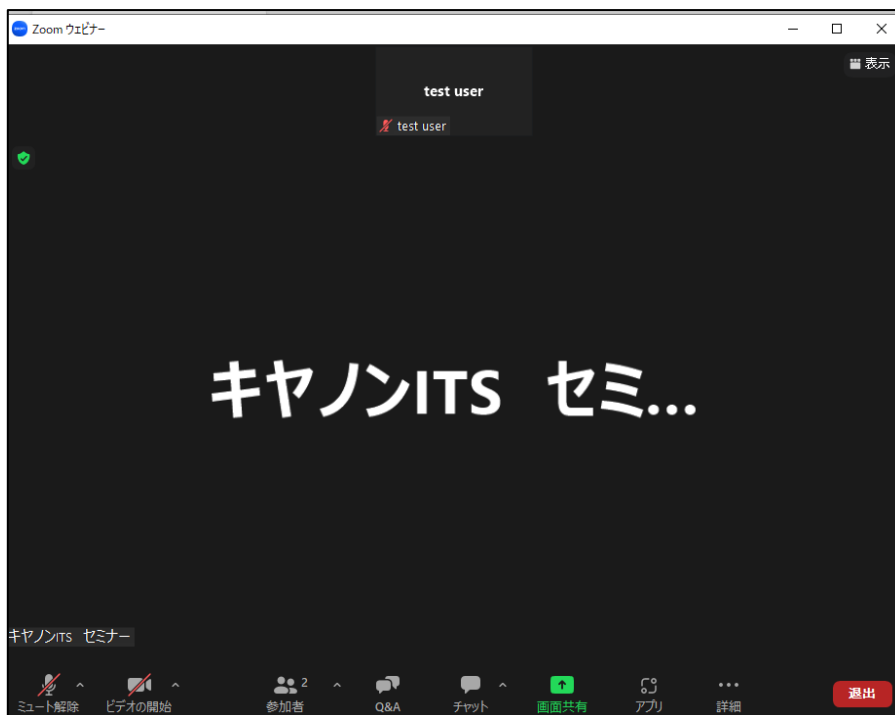 Zoom ウェビナー
表示
test user
test user
キヤノンITS　セミ...
キヤノンITS　セミナー
ミュート解除
ビデオの開始
2
参加者
Q&A
チャット
画面共有
アプリ
詳細
退出